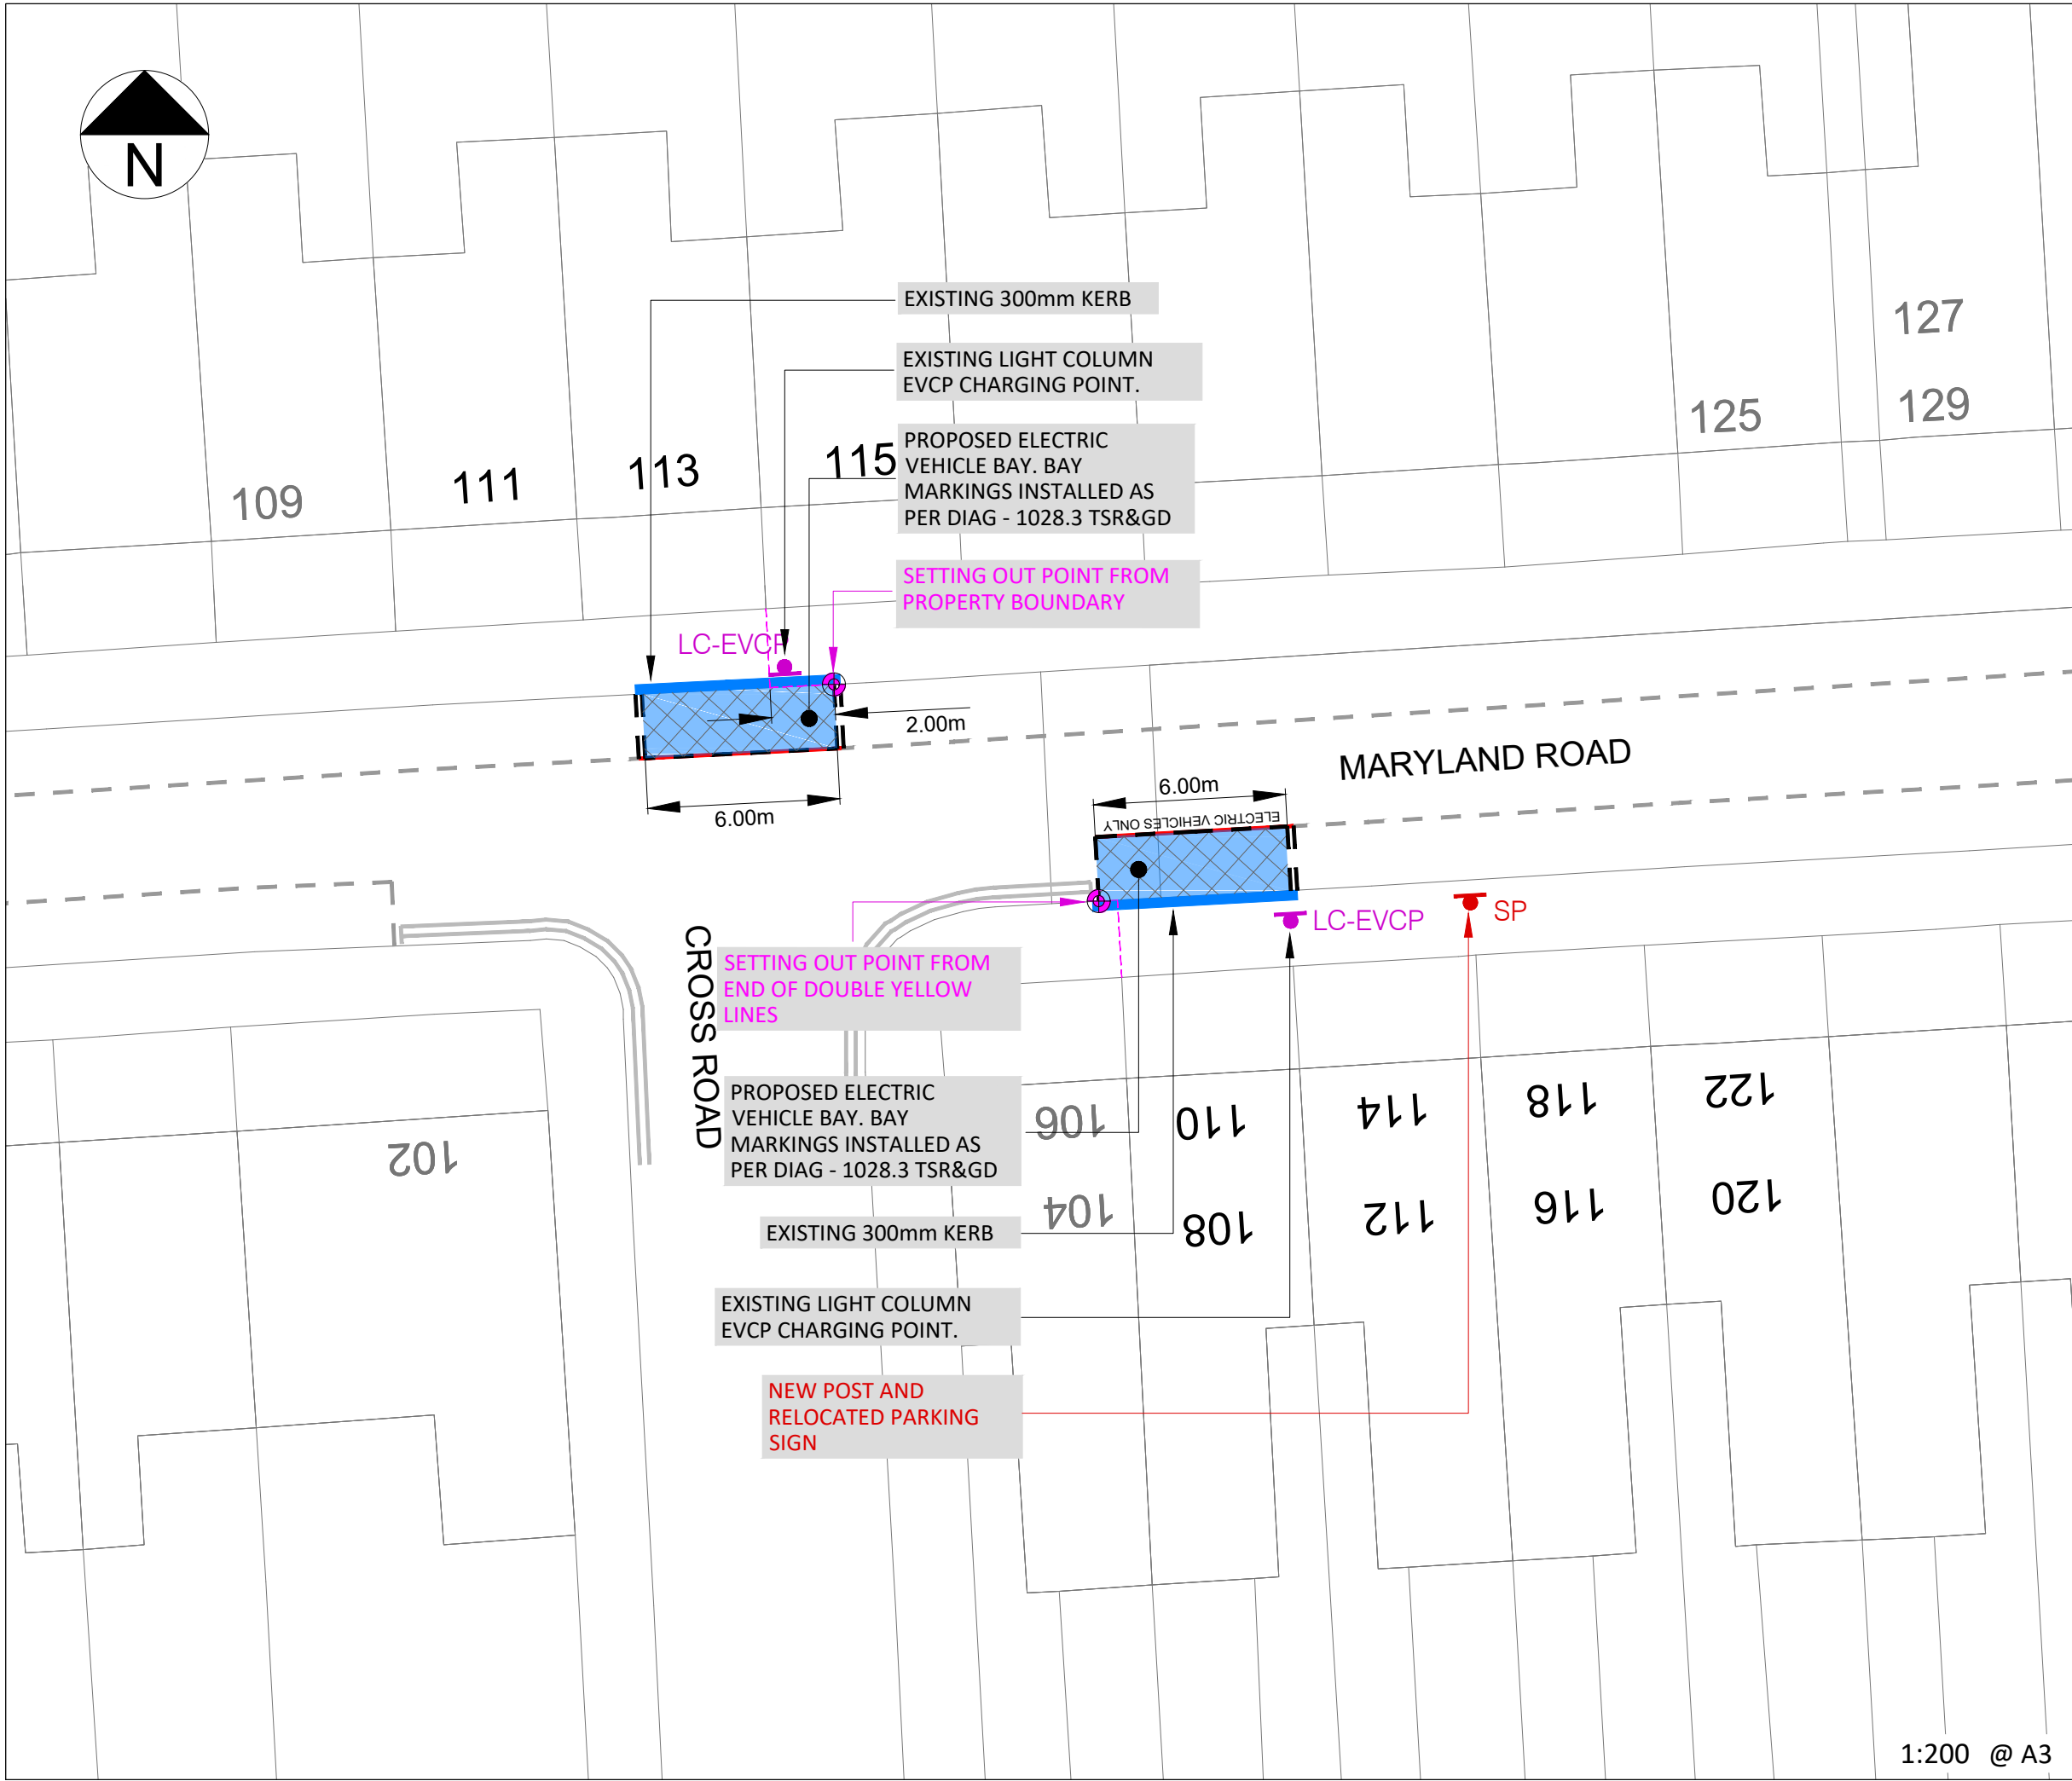 N
EXISTING 300mm KERB
EXISTING LIGHT COLUMN
EVCP CHARGING POINT.
PROPOSED ELECTRIC
VEHICLE BAY. BAY
MARKINGS INSTALLED AS
PER DIAG - 1028.3 TSR&GD
SETTING OUT POINT FROM
PROPERTY BOUNDARY
127
129
125
109
111
113
115
LC-EVCP
2.00m
6.00m
MARYLAND ROAD
6.00m
ELECTRIC VEHICLES ONLY
LC-EVCP
SP
CROSS ROAD
SETTING OUT POINT FROM
END OF DOUBLE YELLOW
LINES
PROPOSED ELECTRIC
VEHICLE BAY. BAY
MARKINGS INSTALLED AS
PER DIAG - 1028.3 TSR&GD
EXISTING 300mm KERB
EXISTING LIGHT COLUMN
EVCP CHARGING POINT.
NEW POST AND
RELOCATED PARKING
SIGN
102
106
104
110
108
114
112
118
116
122
120
1:200 @ A3